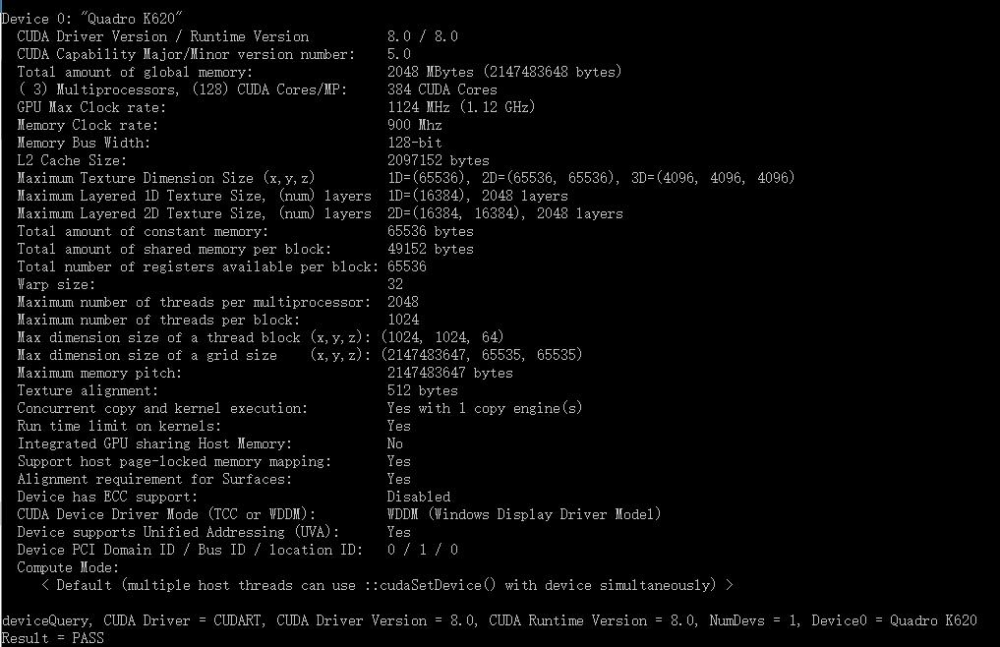 Device 0: "Quadro K620"
CUDA Driver Version / Runtime Version 8.0 / 8.0
CUDA Capability Major/Minor version number: 5.0
Total amount of global memory: 2048 MBytes (2147483648 bytes)
( 3) Multiprocessors, (128) CUDA Cores/MP: 384 CUDA Cores
GPU Max Clock rate: 1124 MHz (1.12 GHz)
Memory Clock rate: 900 Mhz
Memory Bus Width: 128-bit
L2 Cache Size: 2097152 bytes
Maximum Texture Dimension Size (x,y,z) 1D=(65536), 2D=(65536, 65536), 3D=(4096, 4096, 4096)
Maximum Layered 1D Texture Size, (num) layers 1D=(16384), 2048 layers
Maximum Layered 2D Texture Size, (num) layers 2D=(16384, 16384), 2048 layers
Total amount of constant memory: 65536 bytes
Total amount of shared memory per block: 49152 bytes
Total number of registers available per block: 65536
Warp size: 32
Maximum number of threads per multiprocessor: 2048
Maximum number of threads per block: 1024
Max dimension size of a thread block (x,y,z): (1024, 1024, 64)
Max dimension size of a grid size (x,y,z): (2147483647, 65535, 65535)
Maximum memory pitch: 2147483647 bytes
Texture alignment: 512 bytes
Concurrent copy and kernel execution: Yes with 1 copy engine(s)
Run time limit on kernels: Yes
Integrated GPU sharing Host Memory: No
Support host page-locked memory mapping: Yes
Alignment requirement for Surfaces: Yes
Device has ECC support: Disabled
CUDA Device Driver Mode (TCC or WDDM): WDDM (Windows Display Driver Model)
Device supports Unified Addressing (UVA): Yes
Device PCI Domain ID / Bus ID / location ID: 0 / 1 / 0
Compute Mode:
< Default (multiple host threads can use ::cudaSetDevice() with device simultaneously) >
deviceQuery, CUDA Driver = CUDART, CUDA Driver Version = 8.0, CUDA Runtime Version = 8.0, NumDevs = 1, Device0 = Quadro K620
Result = PASS